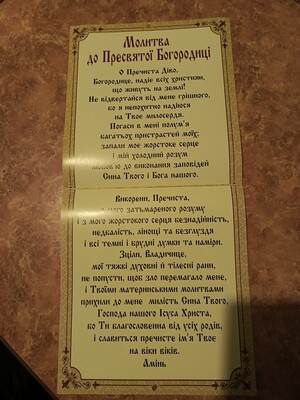 Молитва
до Пресвятої Богородиці
О Пречиста Діво,
Богородице, надіє всіх християн,
що живуть на землі!
Не відвертайся від мене грішного,
бо я непохитно надіюся
на Твоє милосердя.
Погаси в мені полум'я
багатьох пристрастей моїх;
запали моє жорстоке серце
і мій холодний розум
любов'ю до виконання заповідей
Сина Твого і Бога нашого.
Викорени, Пречиста,
з мого затьмареного розуму
і з мого жорстокого серця безнадійність,
недбалість, лінощі та безглуздя
і всі темні і брудні думки та наміри.
Зціли, Владичице,
мої тяжкі духовні й тілесні рани,
не попусти, щоб зло перемагало мене,
і Твоїми материнськими молитвами
прихили до мене милість Сина Твого,
Господа нашого Ісуса Христа,
бо Ти благословенна від усіх родів,
і славиться пречисте ім'я Твоє
на віки віків.
Амінь